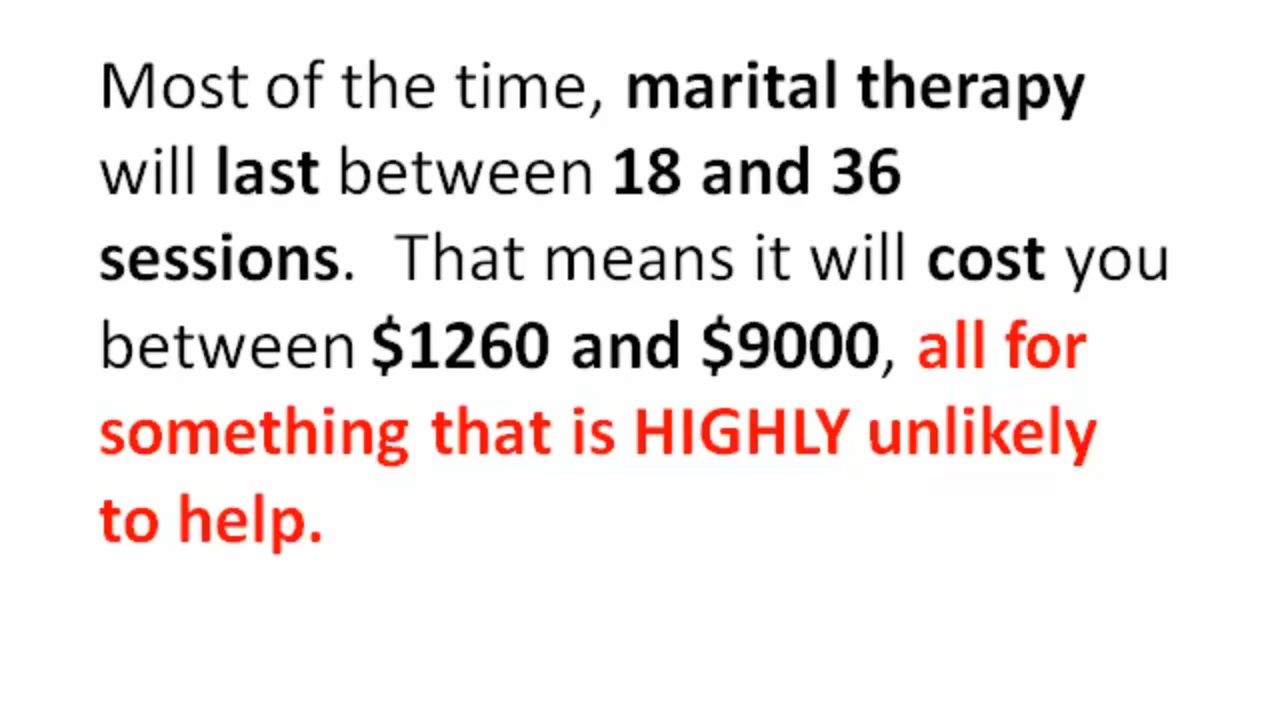 Most of the time, marital therapy
will last between 18 and 36
sessions.  That means it will cost you
between $1260 and $9000, all for
something that is HIGHLY unlikely
to help.